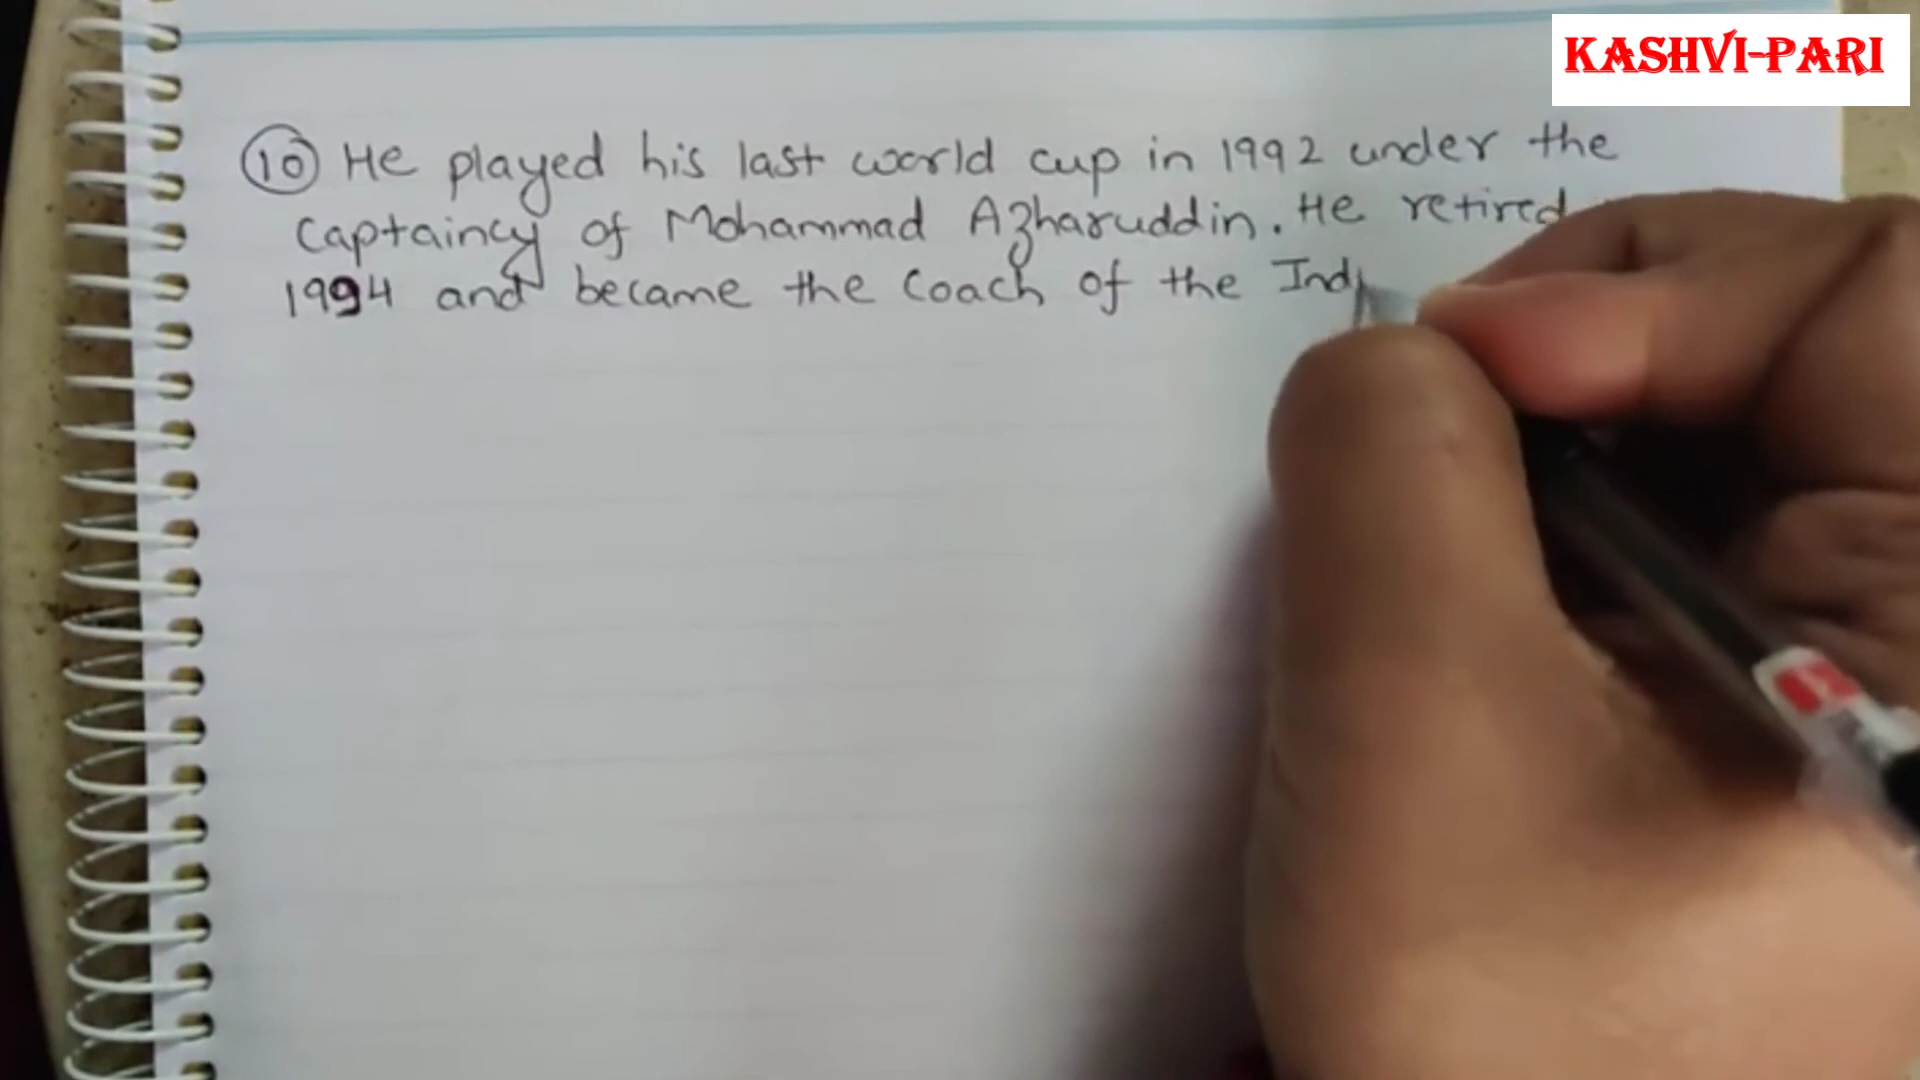 KASHVI-PARI
10 He played his last world cup in 1992 under the
Captaincy of Mohammad Azharuddin. He retired
1994 and became the Coach of the Indi